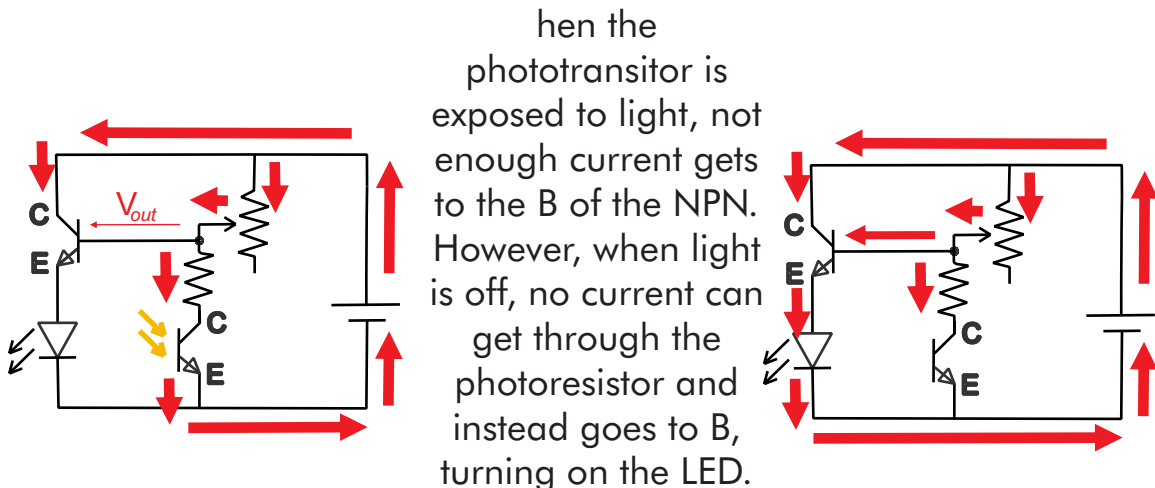 C
E
Vout
C
E
hen the
phototransitor is
exposed to light, not
enough current gets
to the B of the NPN.
However, when light
is off, no current can
get through the
photoresistor and
instead goes to B,
turning on the LED.
C
E
C
E